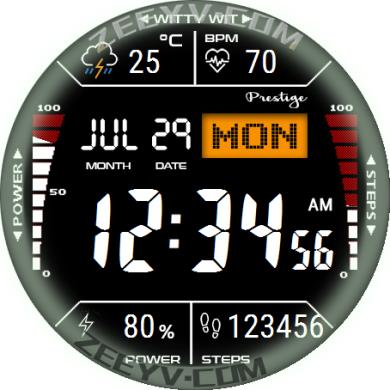 ZEEYV-COM
WITTY WIT
°C
BPM
25
70
Prestige
100
100
JUL 29 MON
MONTH DATE
POWER
STEPS
50
12:34 56
AM
0
0
80%
123456
POWER
STEPS
ZEEYV-COM